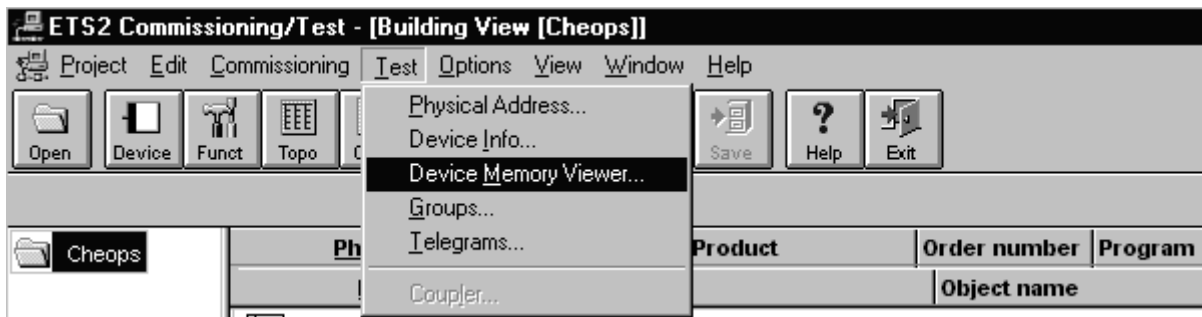 ETS2 Commissioning/Test - [Building View [Cheops]]
Project Edit Commissioning Test Options View Window Help
Physical Address...
Device Info...
Device Memory Viewer...
Groups...
Telegrams...
Coupler...
Open Device Funct Topo Save Help Exit
Cheops Ph Product Order number Program
Object name